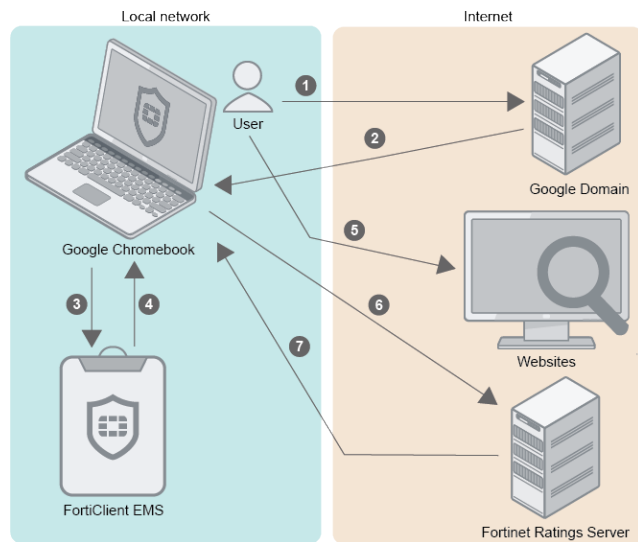 Local network
Internet
1
User
2
Google Domain
Google Chromebook
5
3
4
6
7
Websites
FortiClient EMS
Fortinet Ratings Server